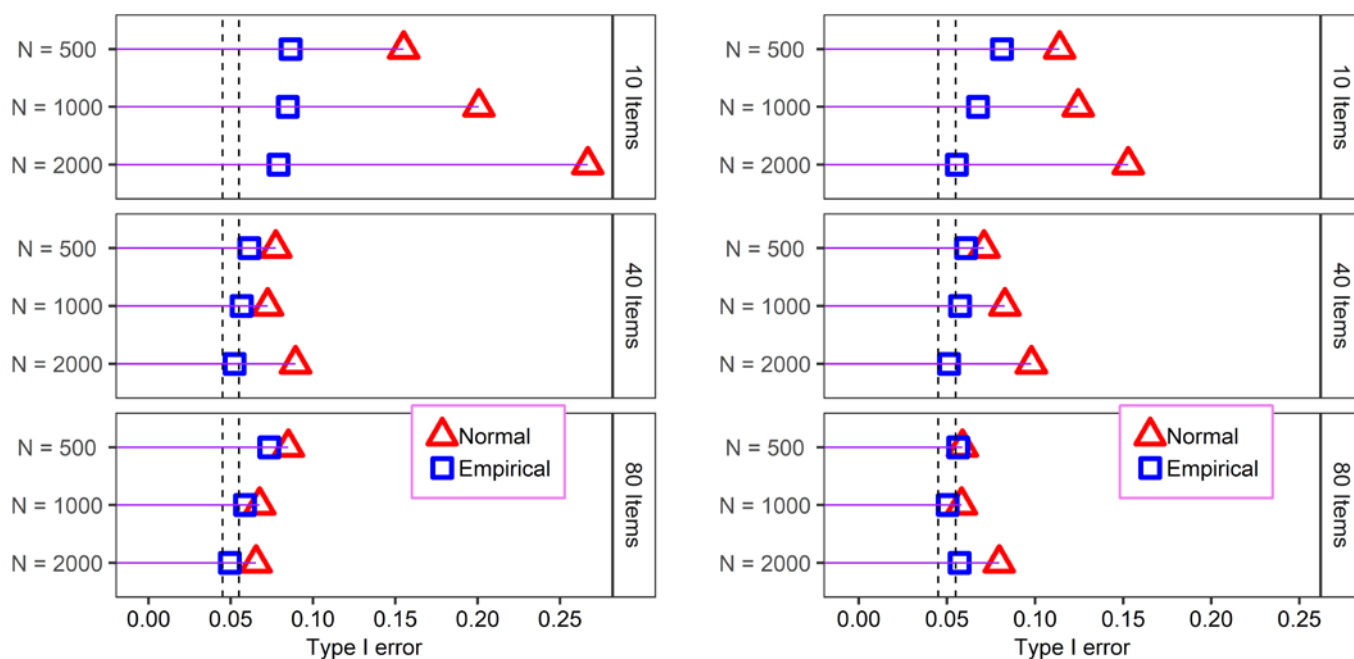 N = 500
N = 1000
N = 2000
10 Items
N = 500
N = 1000
N = 2000
40 Items
N = 500
N = 1000
N = 2000
80 Items
Normal
Empirical
0.00 0.05 0.10 0.15 0.20 0.25
Type I error
N = 500
N = 1000
N = 2000
10 Items
N = 500
N = 1000
N = 2000
40 Items
N = 500
N = 1000
N = 2000
80 Items
Normal
Empirical
0.00 0.05 0.10 0.15 0.20 0.25
Type I error